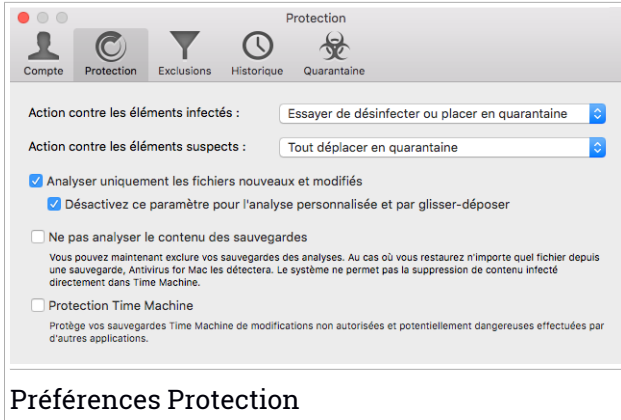 Protection
Compte Protection Exclusions Historique Quarantaine
Action contre les éléments infectés : Essayer de désinfecter ou placer en quarantaine
Action contre les éléments suspects : Tout déplacer en quarantaine
Analyser uniquement les fichiers nouveaux et modifiés
Désactivez ce paramètre pour l'analyse personnalisée et par glisser-déposer
Ne pas analyser le contenu des sauvegardes
Vous pouvez maintenant exclure vos sauvegardes des analyses. Au cas où vous restaurez n'importe quel fichier depuis
une sauvegarde, Antivirus for Mac les détectera. Le système ne permet pas la suppression de contenu infecté
directement dans Time Machine.
Protection Time Machine
Protège vos sauvegardes Time Machine de modifications non autorisées et potentiellement dangereuses effectuées par
d'autres applications.
Préférences Protection